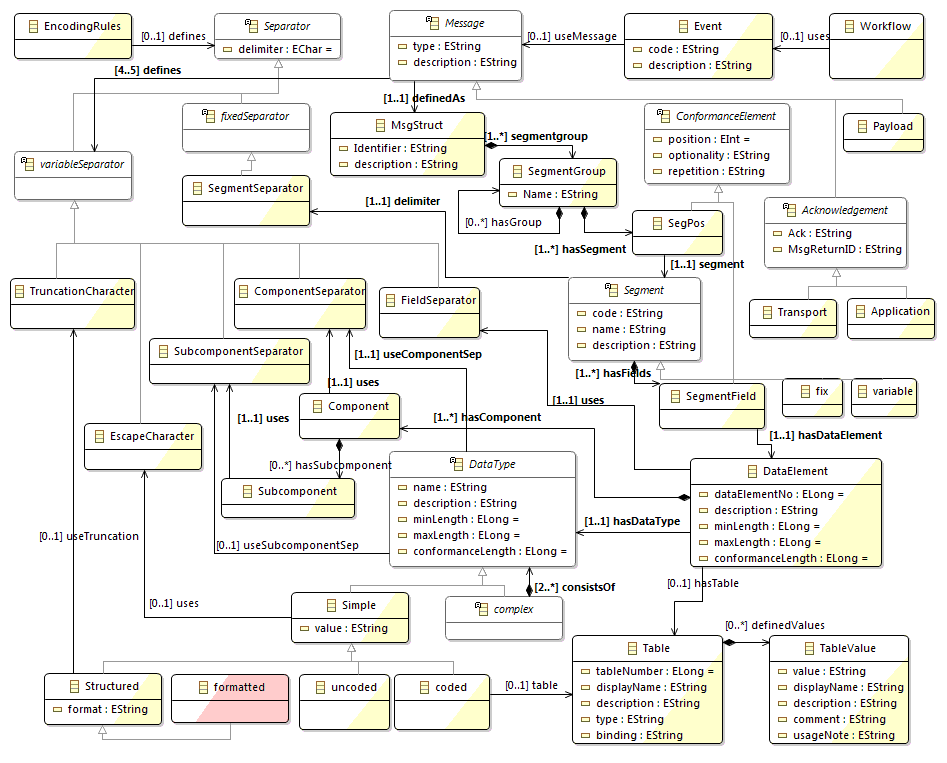 EncodingRules
[0..1] defines
Separator
delimiter : EChar =
Message
type : EString
description : EString
[0..1] useMessage
Event
code : EString
description : EString
[0..1] uses
Workflow
[4..5] defines
[1..1] definedAs
fixedSeparator
MsgStruct
Identifier : EString
description : EString
[1..*] segmentgroup
ConformanceElement
position : EInt =
optionality : EString
repetition : EString
Payload
variableSeparator
SegmentSeparator
[1..1] delimiter
SegmentGroup
Name : EString
[0..*] hasGroup
[1..*] hasSegment
SegPos
[1..1] segment
Acknowledgement
Ack : EString
MsgReturnID : EString
TruncationCharacter
ComponentSeparator
FieldSeparator
Segment
code : EString
name : EString
description : EString
Transport
Application
SubcomponentSeparator
[1..1] useComponentSep
[1..*] hasFields
[1..1] uses
[1..1] uses
SegmentField
fix
variable
Component
[1..1] uses
[1..*] hasComponent
[1..1] hasDataElement
EscapeCharacter
[0..*] hasSubcomponent
Subcomponent
DataType
name : EString
description : EString
minLength : ELong =
maxLength : ELong =
conformanceLength : ELong =
DataElement
dataElementNo : ELong =
description : EString
minLength : ELong =
maxLength : ELong =
conformanceLength : ELong =
[1..1] hasDataType
[0..1] useTruncation
[0..1] useSubcomponentSep
[0..1] uses
Simple
value : EString
[2..*] consistsOf
complex
[0..1] hasTable
[0..*] definedValues
Structured
format : EString
formatted
uncoded
coded
[0..1] table
Table
tableNumber : ELong =
displayName : EString
description : EString
type : EString
binding : EString
TableValue
value : EString
displayName : EString
description : EString
comment : EString
usageNote : EString